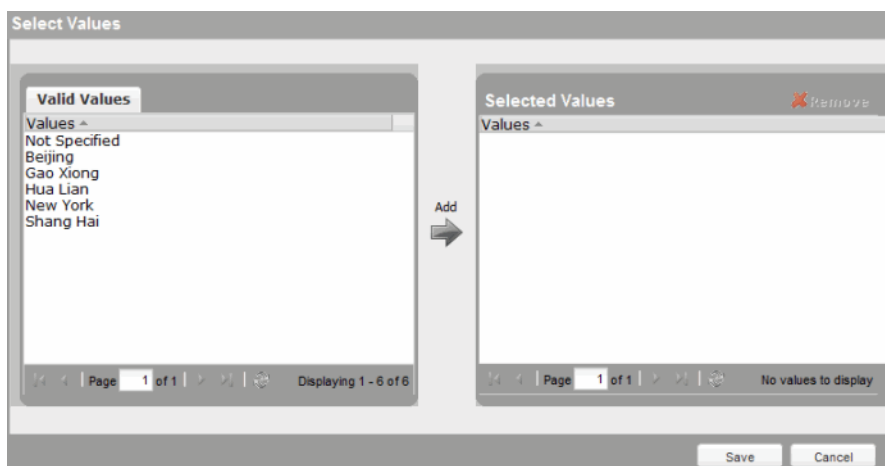 Select Values
Valid Values
Values
Not Specified
Beijing
Gao Xiong
Hua Lian
New York
Shang Hai
Page 1 of 1
Displaying 1 - 6 of 6
Add
Selected Values
Remove
Values
Page 1 of 1
No values to display
Save
Cancel